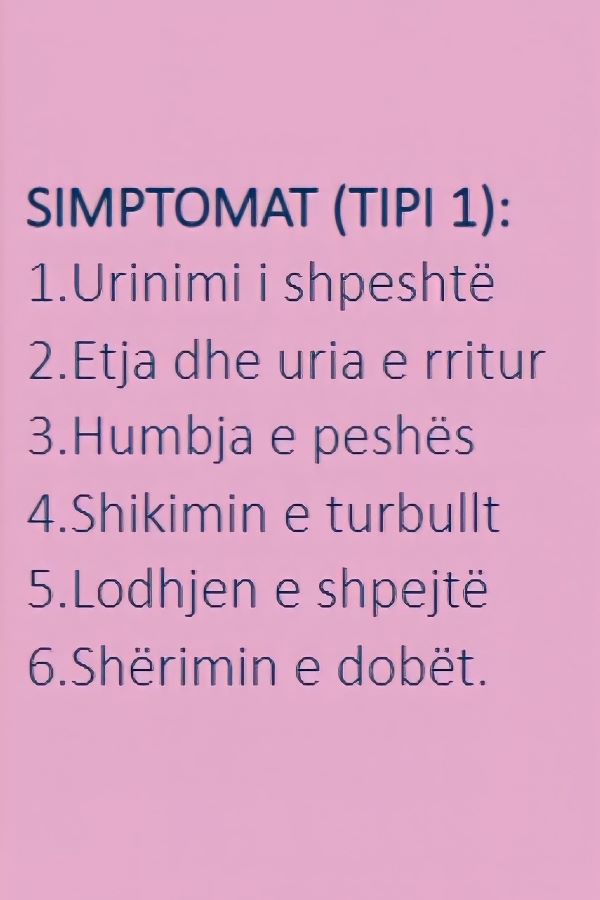 SIMPTOMAT (TIPI 1):
1.Urinimi i shpeshtë
2.Etja dhe uria e rritur
3.Humbja e peshës
4.Shikimin e turbullt
5.Lodhjen e shpejtë
6.Shërimin e dobët.